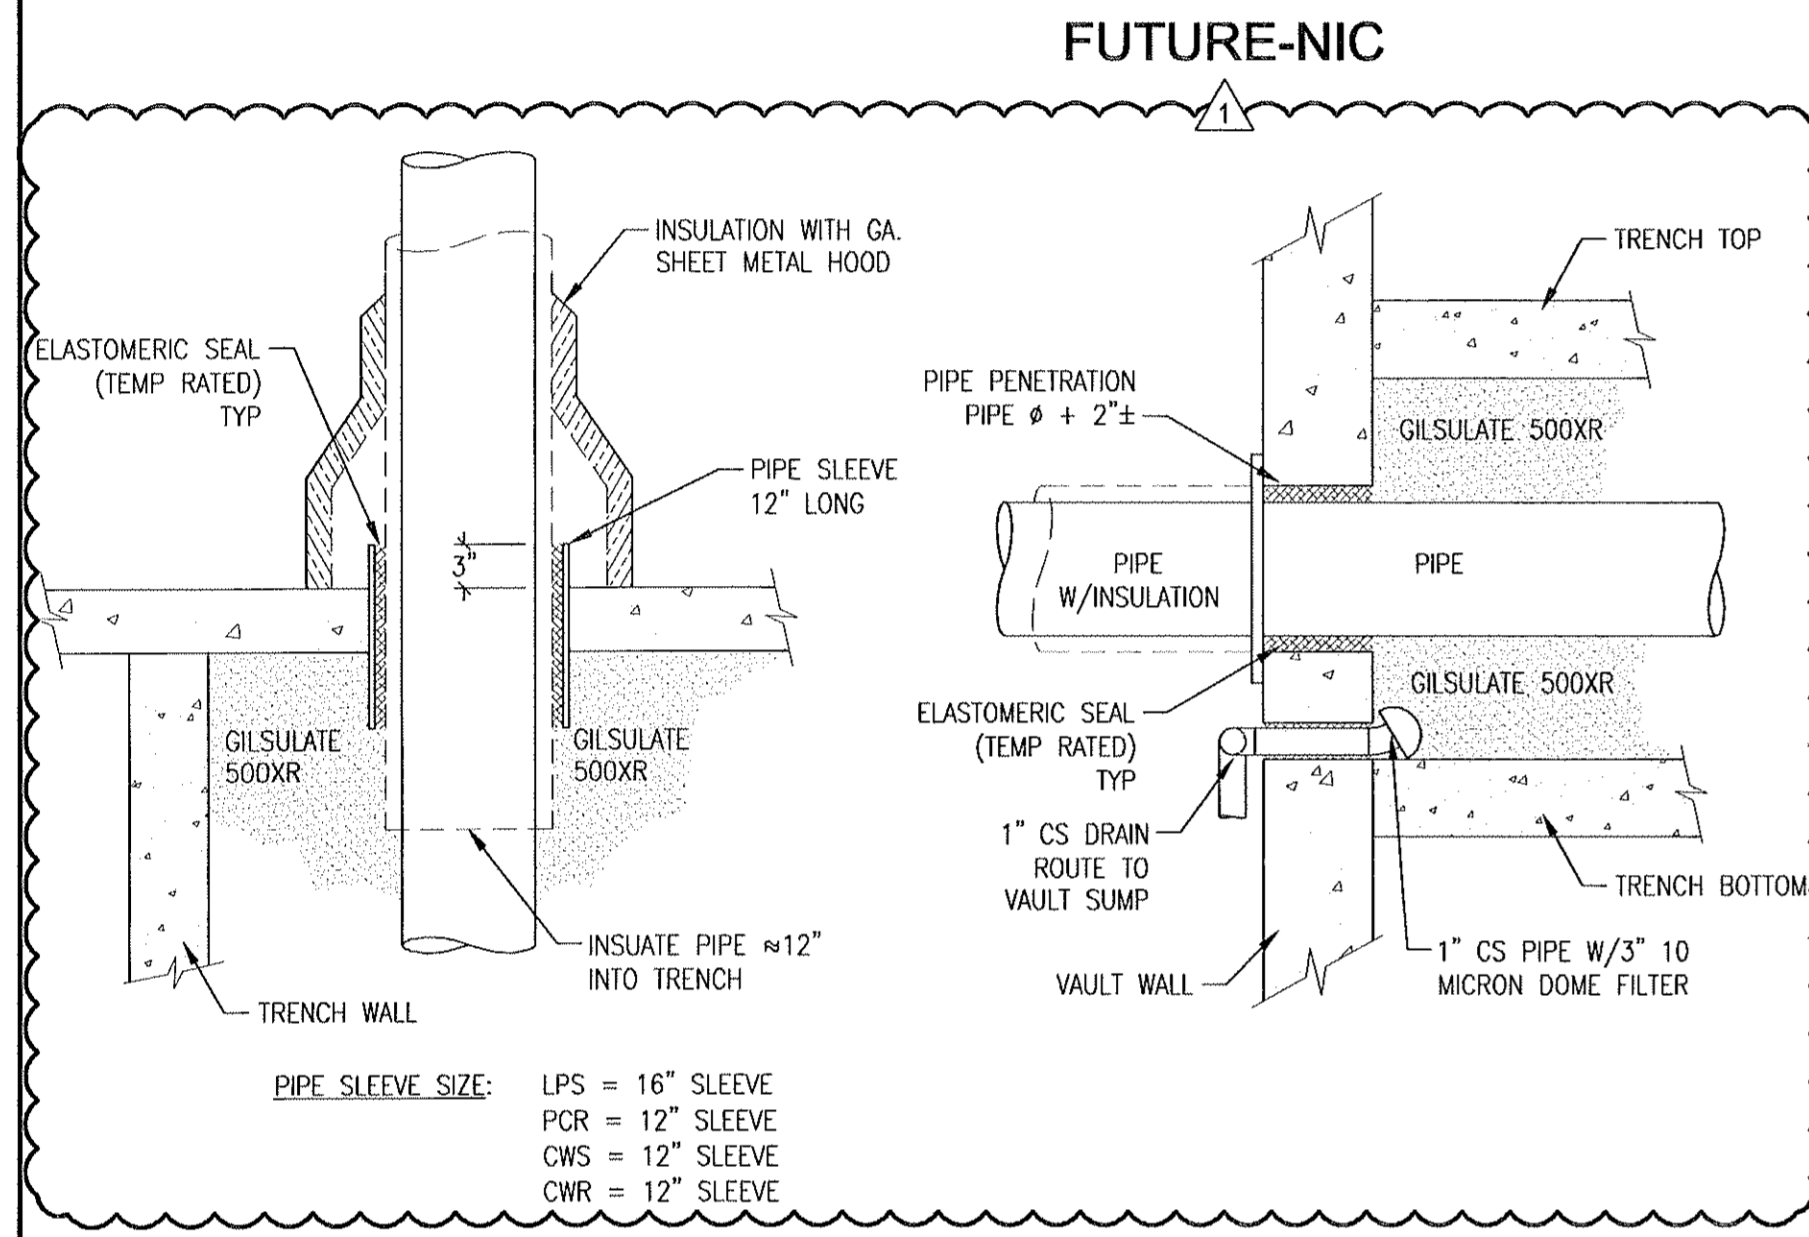 FUTURE-NIC
1
INSULATION WITH GA.
SHEET METAL HOOD
ELASTOMERIC SEAL
(TEMP RATED)
TYP
PIPE SLEEVE
12" LONG
3"
GILSULATE
500XR
GILSULATE
500XR
INSUATE PIPE ≈12"
INTO TRENCH
TRENCH WALL
PIPE SLEEVE SIZE:
LPS = 16" SLEEVE
PCR = 12" SLEEVE
CWS = 12" SLEEVE
CWR = 12" SLEEVE
TRENCH TOP
PIPE PENETRATION
PIPE ø + 2"±
GILSULATE 500XR
PIPE
W/INSULATION
PIPE
GILSULATE 500XR
ELASTOMERIC SEAL
(TEMP RATED)
TYP
1" CS DRAIN
ROUTE TO
VAULT SUMP
TRENCH BOTTOM
VAULT WALL
1" CS PIPE W/3" 10
MICRON DOME FILTER